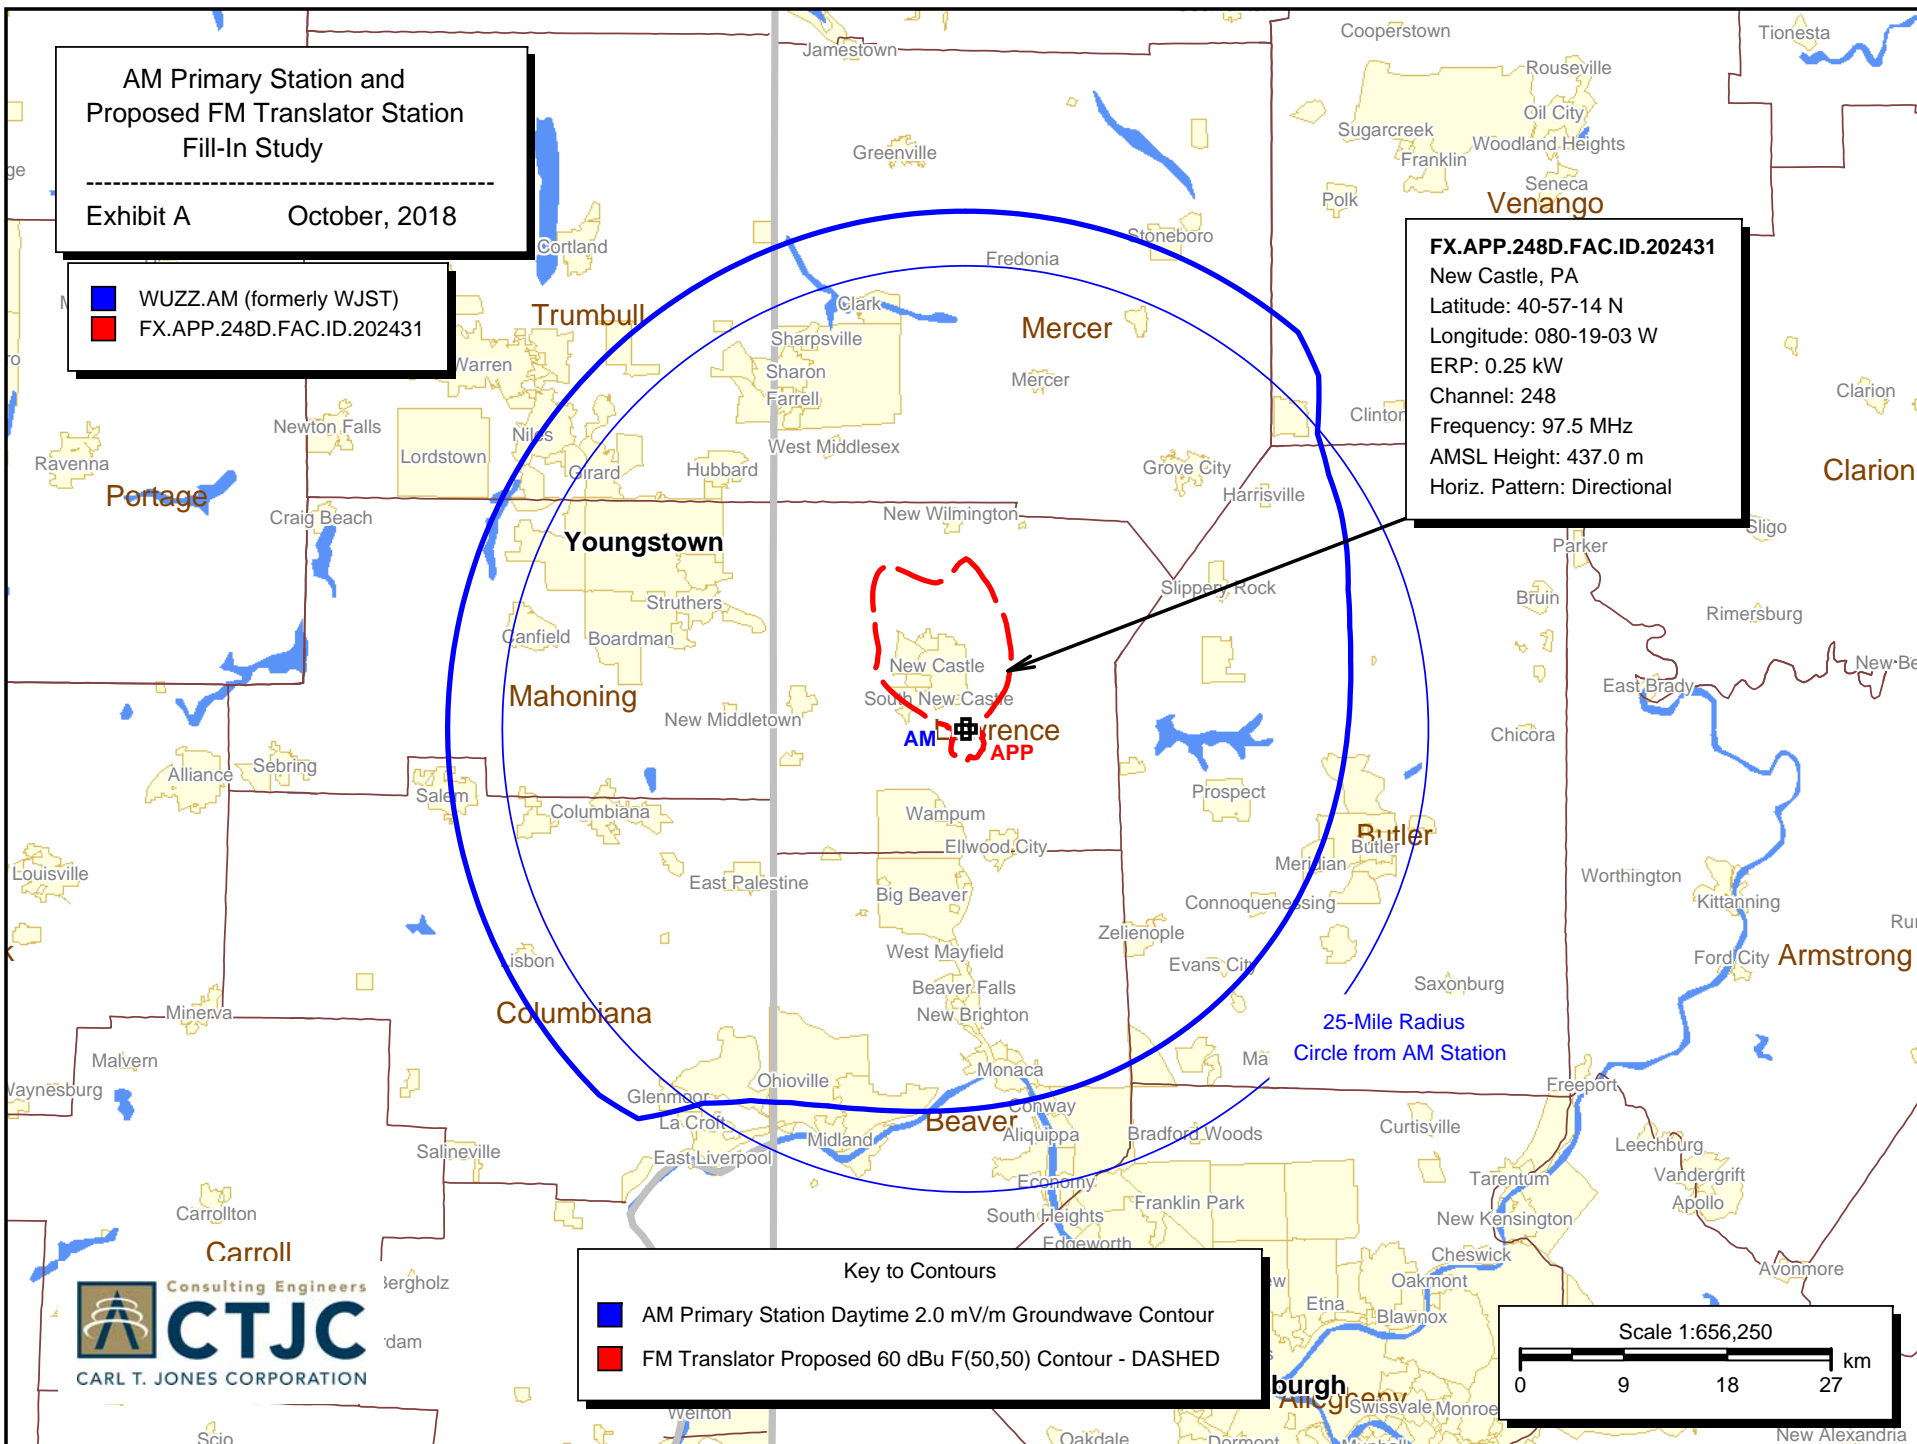 AM Primary Station and
Proposed FM Translator Station
Fill-In Study
Exhibit A October, 2018
WUZZ.AM (formerly WJST)
FX.APP.248D.FAC.ID.202431
FX.APP.248D.FAC.ID.202431
New Castle, PA
Latitude: 40-57-14 N
Longitude: 080-19-03 W
ERP: 0.25 kW
Channel: 248
Frequency: 97.5 MHz
AMSL Height: 437.0 m
Horiz. Pattern: Directional
Jamestown
Cooperstown
Tionesta
Rouseville
Oil City
Sugarcreek
Woodland Heights
Franklin
Seneca
Polk
Venango
Greenville
Stoneboro
Cortland
Fredonia
Clark
Trumbull
Mercer
Sharpsville
Warren
Sharon
Mercer
Farrell
Clarion
Newton Falls
Niles
West Middlesex
Lordstown
Ravenna
Girard
Hubbard
Grove City
Harrisville
Clarion
Portage
Craig Beach
New Wilmington
Sligo
Youngstown
Parker
Slippery Rock
Struthers
Bruin
Rimersburg
Canfield
Boardman
New Castle
East Brady
Mahoning
South New Castle
New Middletown
Lawrence
AM
APP
Chicora
Alliance
Sebring
Salem
Columbiana
Prospect
Wampum
Butler
Butler
Ellwood City
Meridian
Louisville
East Palestine
Big Beaver
Worthington
Connoquenessing
Kittanning
Zelienople
West Mayfield
Lisbon
Evans City
Ford City
Armstrong
Beaver Falls
Saxonburg
Minerva
Columbiana
New Brighton
25-Mile Radius
Circle from AM Station
Malvern
Monaca
Ohioville
Freeport
Glenmoor
Conway
La Croft
Beaver
Aliquippa
Bradford Woods
Curtisville
Midland
Leechburg
Salineville
East Liverpool
Economy
Tarentum
Vandergrift
Apollo
Carrollton
Franklin Park
South Heights
New Kensington
Carroll
Edgeworth
Cheswick
Avonmore
Oakmont
Etna
Blawnox
Consulting Engineers
CTJC
CARL T. JONES CORPORATION
Key to Contours
AM Primary Station Daytime 2.0 mV/m Groundwave Contour
FM Translator Proposed 60 dBu F(50,50) Contour - DASHED
Scale 1:656,250
km
0 9 18 27
burgh
Allegheny
Swissvale
Monroe
Weirton
Scio
Oakdale
Dormont
New Alexandria